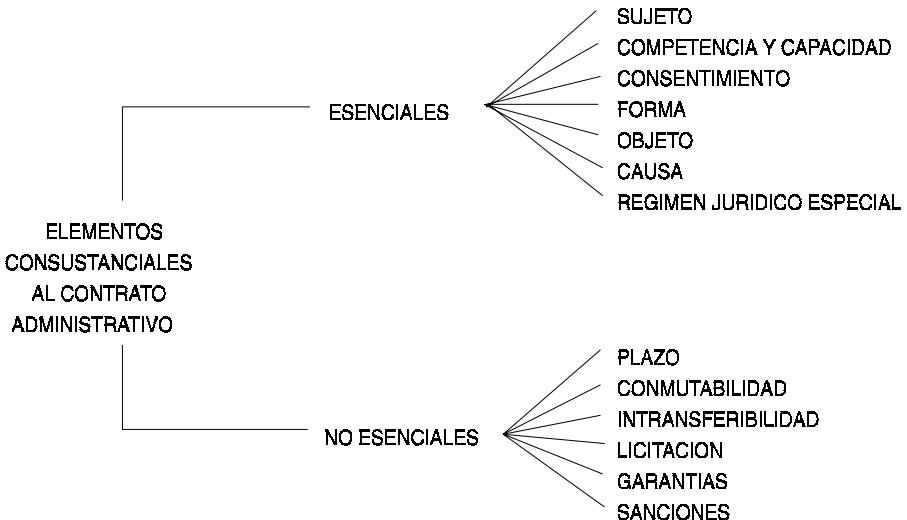 ELEMENTOS
CONSUSTANCIALES
AL CONTRATO
ADMINISTRATIVO
ESENCIALES
SUJETO
COMPETENCIA Y CAPACIDAD
CONSENTIMIENTO
FORMA
OBJETO
CAUSA
REGIMEN JURIDICO ESPECIAL
NO ESENCIALES
PLAZO
CONMUTABILIDAD
INTRANSFERIBILIDAD
LICITACION
GARANTIAS
SANCIONES